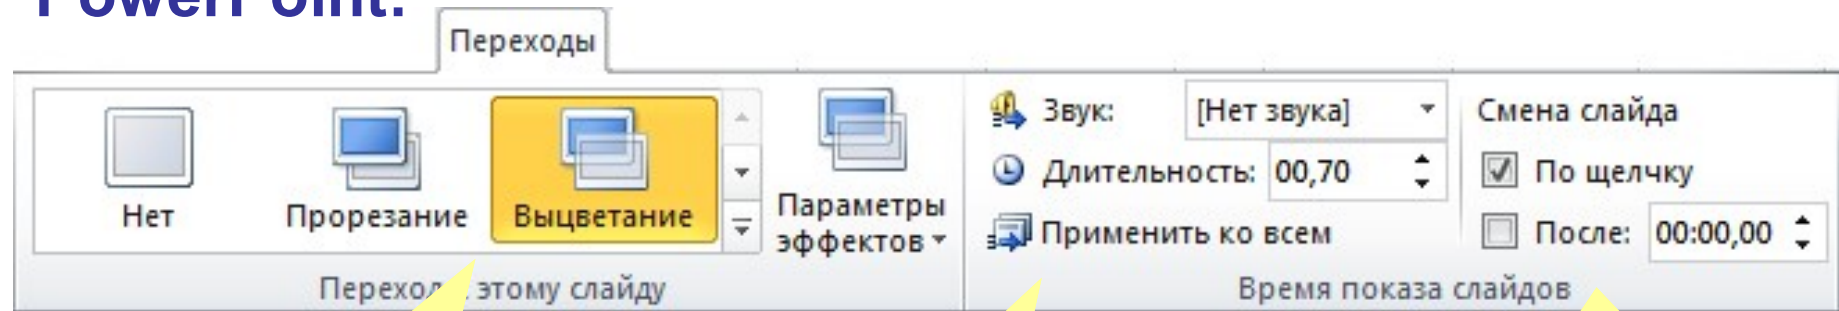 PowerPoint:
Переходы
Нет
Прорезание
Выцветание
Параметры
эффектов
Переход к этому слайду
Звук: [Нет звука]
Длительность: 00,70
Применить ко всем
Смена слайда
По щелчку
После: 00:00,00
Время показа слайдов